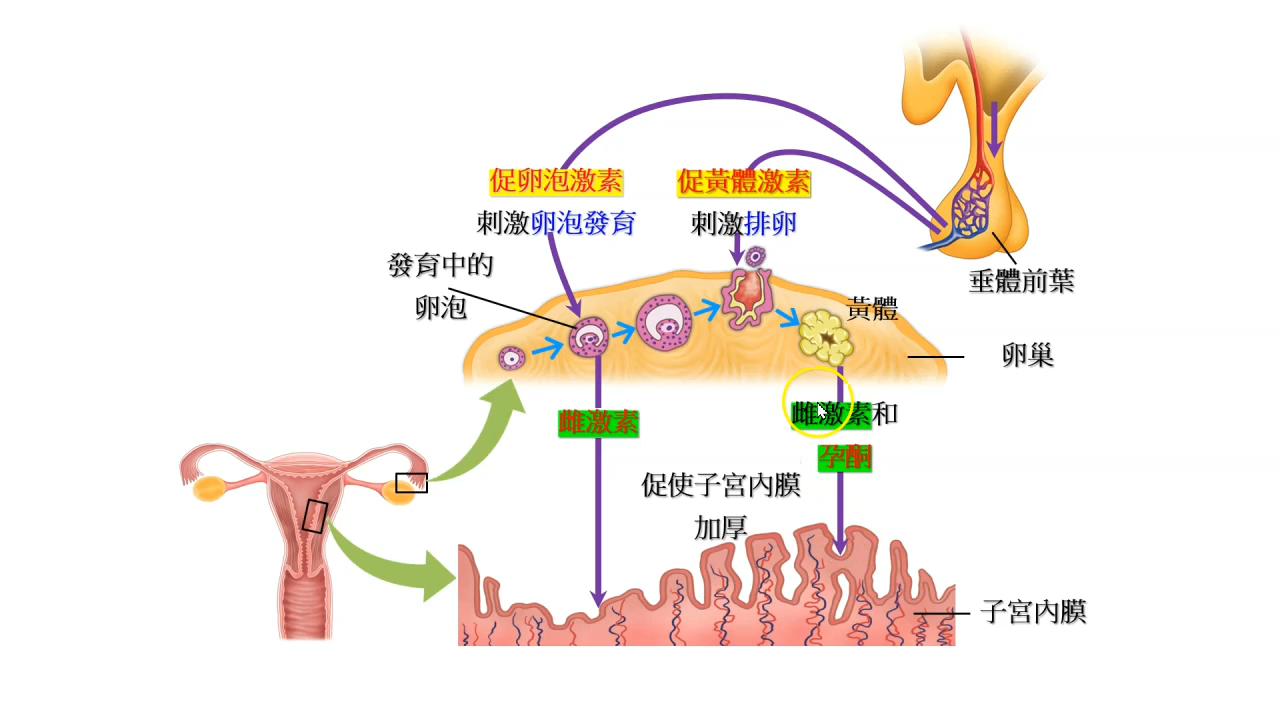 促卵泡激素
刺激卵泡發育
促黃體激素
刺激排卵
垂體前葉
發育中的
卵泡
黃體
卵巢
雌激素
雌激素和
孕酮
促使子宮內膜
加厚
子宮內膜